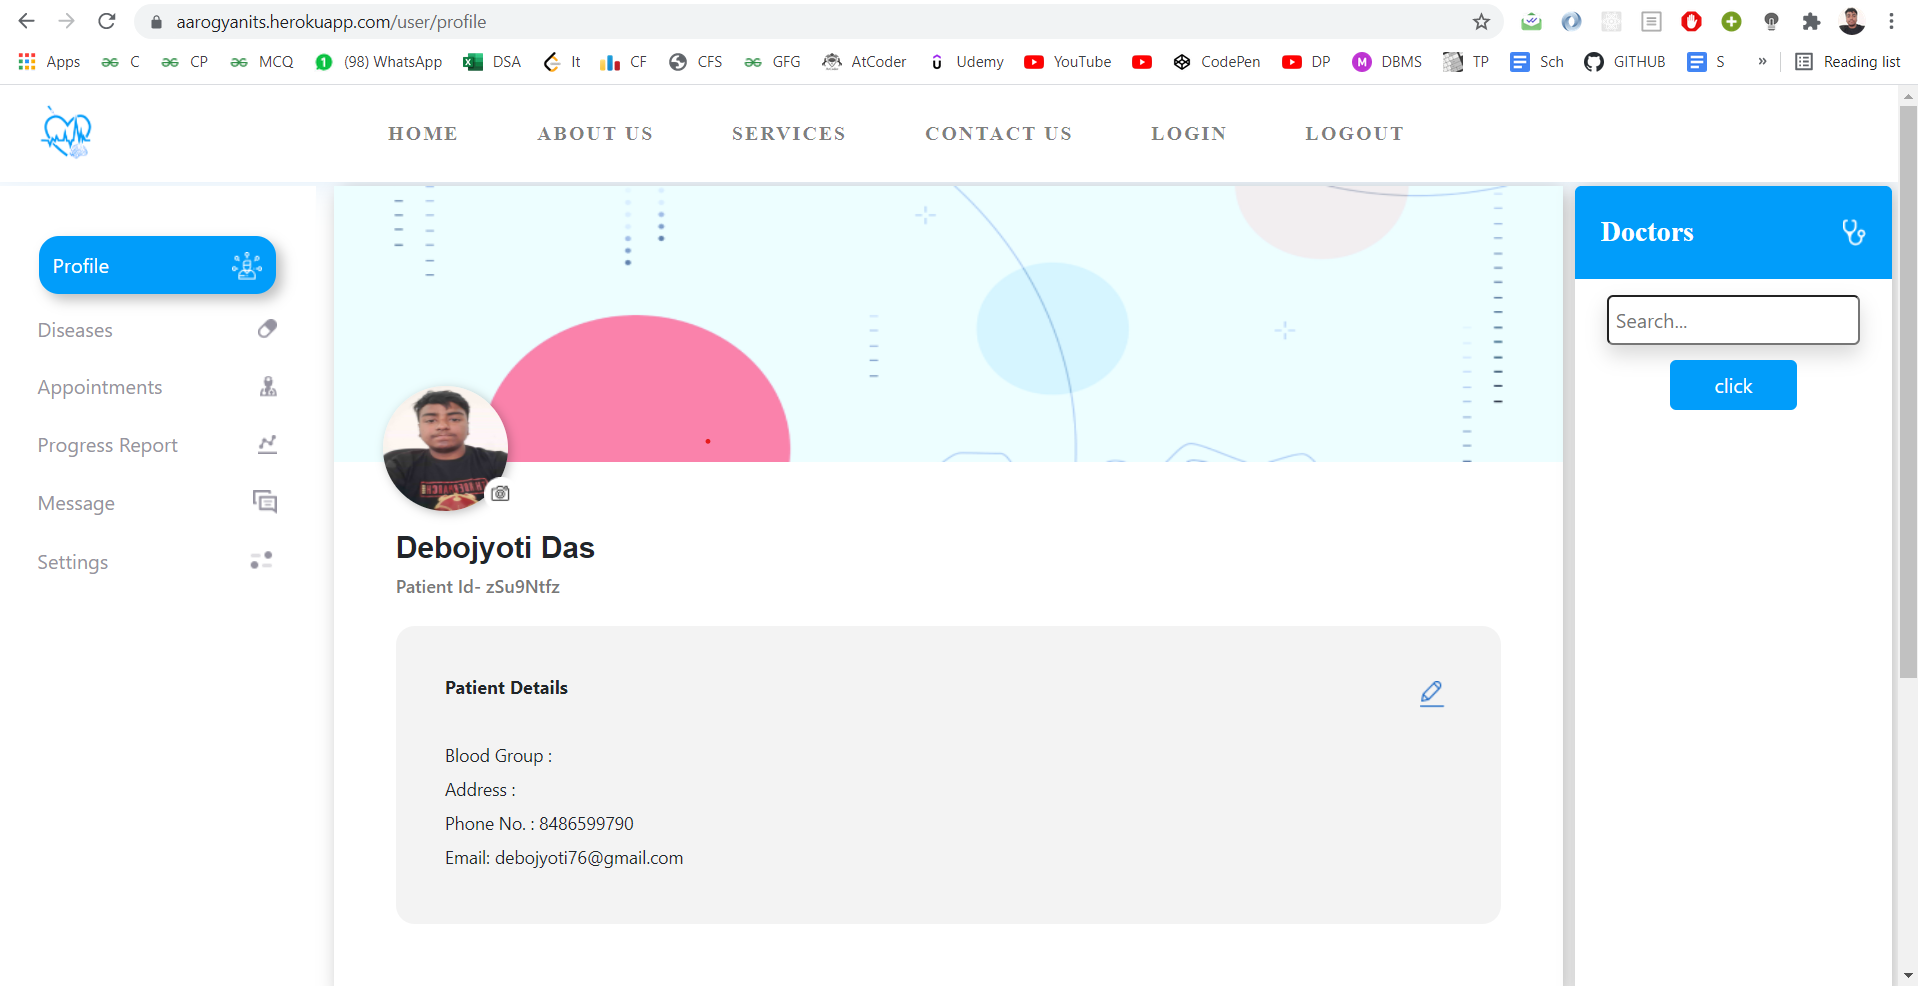 aarogyanits.herokuapp.com/user/profile
Apps C CP MCQ (98) WhatsApp DSA lt CF CFS GFG AtCoder Udemy YouTube CodePen DP DBMS TP Sch GITHUB S » Reading list
HOME ABOUT US SERVICES CONTACT US LOGIN LOGOUT
Profile
Diseases
Appointments
Progress Report
Message
Settings
Debojyoti Das
Patient Id- zSu9Ntfz
Patient Details
Blood Group :
Address :
Phone No. : 8486599790
Email: debojyoti76@gmail.com
Doctors
Search...
click